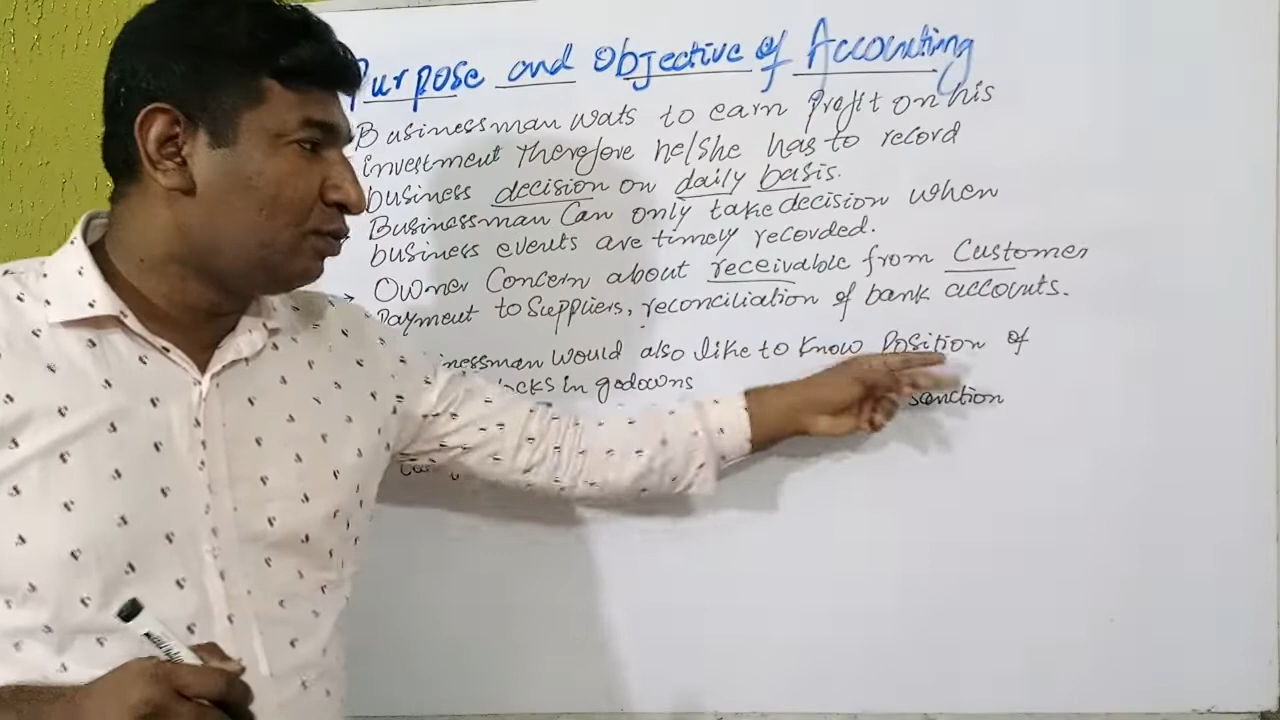 Purpose and Objective of Accounting
Businessman wats to earn profit on his
investment Therefore he/she has to record
business decision on daily basis.
Businessman Can only take decision when
business events are timely recorded.
→ Owner Concern about receivable from Customer
Payment to Suppliers, reconciliation of bank accounts.
inessman would also like to know Position of
ocks in godowns
sanction